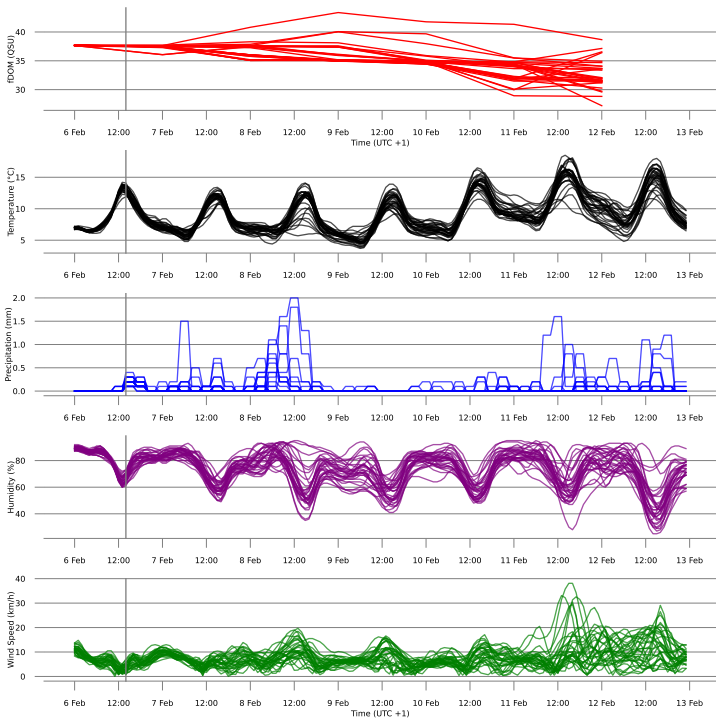 fDOM (QSU)
40
35
30
6 Feb 12:00 7 Feb 12:00 8 Feb 12:00 9 Feb 12:00 10 Feb 12:00 11 Feb 12:00 12 Feb 12:00 13 Feb
Time (UTC +1)
Temperature (°C)
15
10
5
6 Feb 12:00 7 Feb 12:00 8 Feb 12:00 9 Feb 12:00 10 Feb 12:00 11 Feb 12:00 12 Feb 12:00 13 Feb
Precipitation (mm)
2.0
1.5
1.0
0.5
0.0
6 Feb 12:00 7 Feb 12:00 8 Feb 12:00 9 Feb 12:00 10 Feb 12:00 11 Feb 12:00 12 Feb 12:00 13 Feb
Humidity (%)
80
60
40
6 Feb 12:00 7 Feb 12:00 8 Feb 12:00 9 Feb 12:00 10 Feb 12:00 11 Feb 12:00 12 Feb 12:00 13 Feb
Wind Speed (km/h)
40
30
20
10
0
6 Feb 12:00 7 Feb 12:00 8 Feb 12:00 9 Feb 12:00 10 Feb 12:00 11 Feb 12:00 12 Feb 12:00 13 Feb
Time (UTC +1)